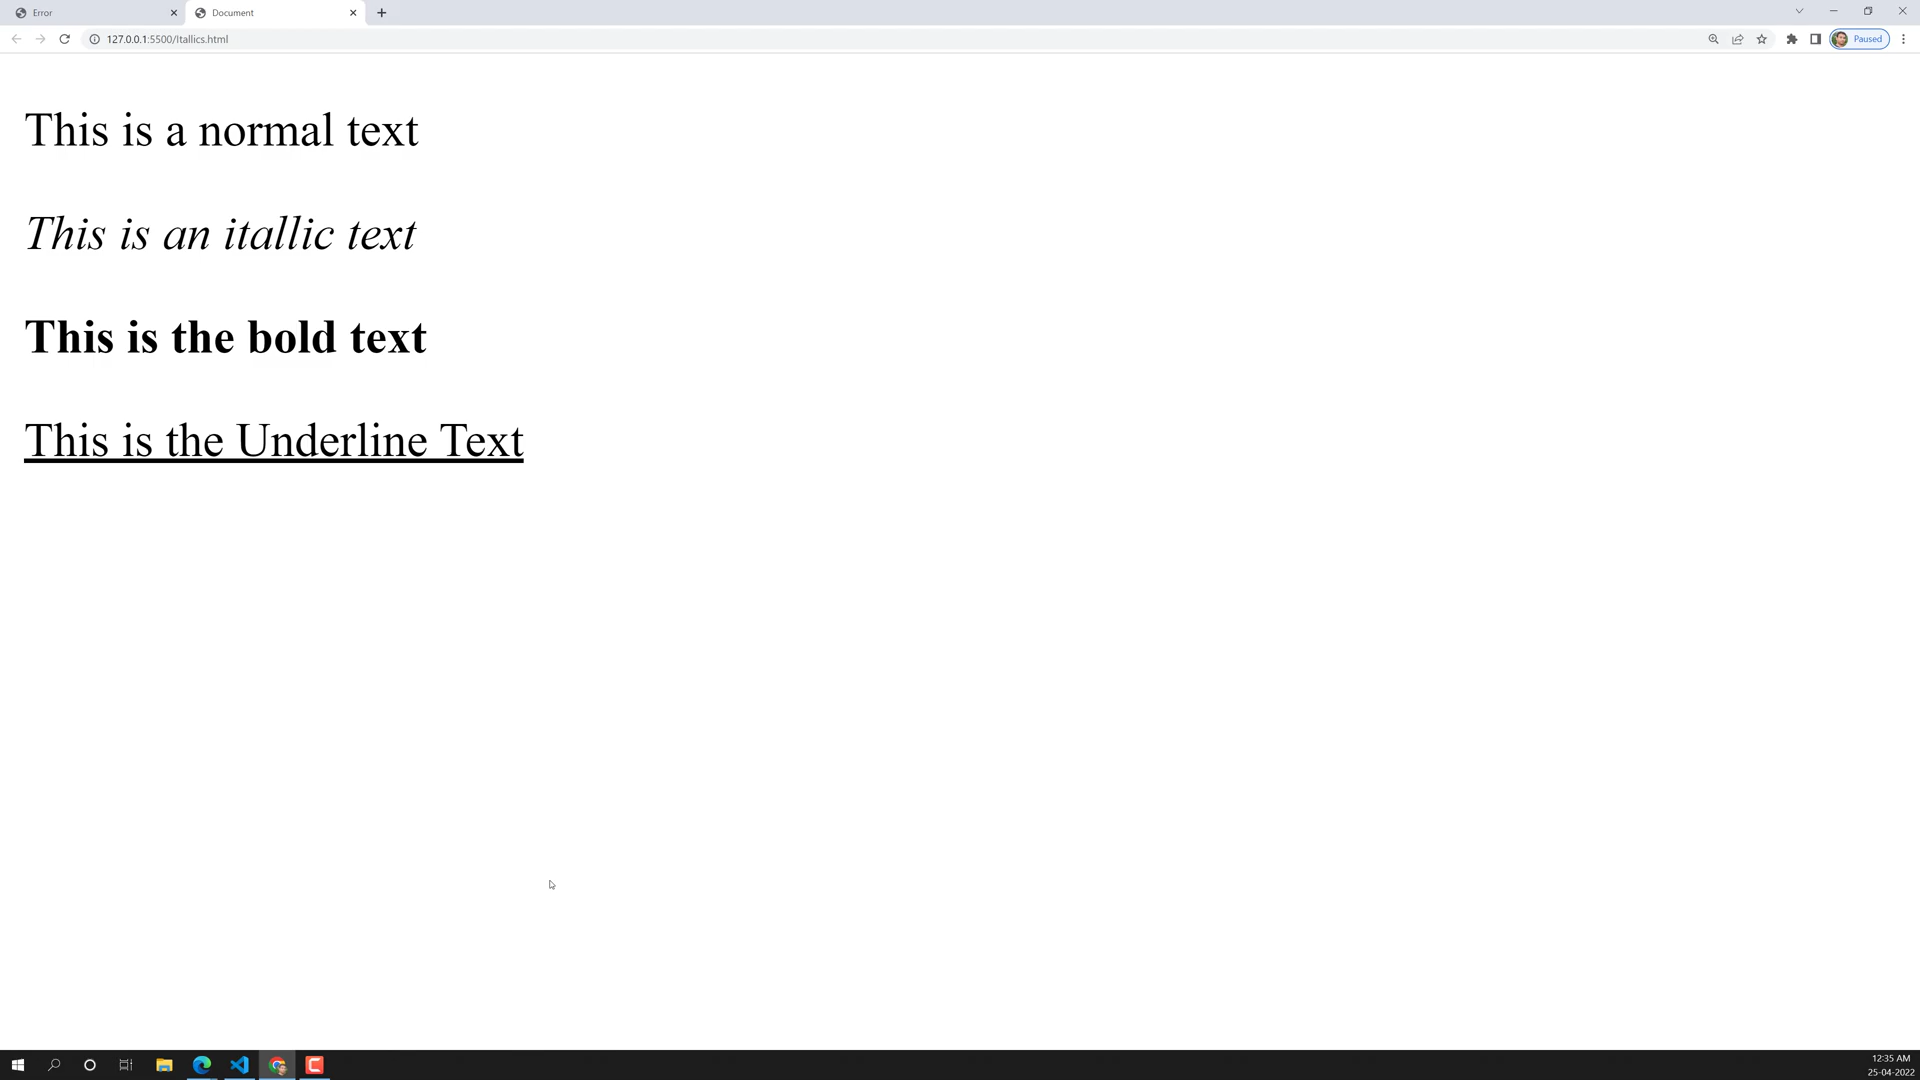 Error
Document
127.0.0.1:5500/Itallics.html
Paused
This is a normal text
This is an itallic text
This is the bold text
This is the Underline Text
12:35 AM
25-04-2022